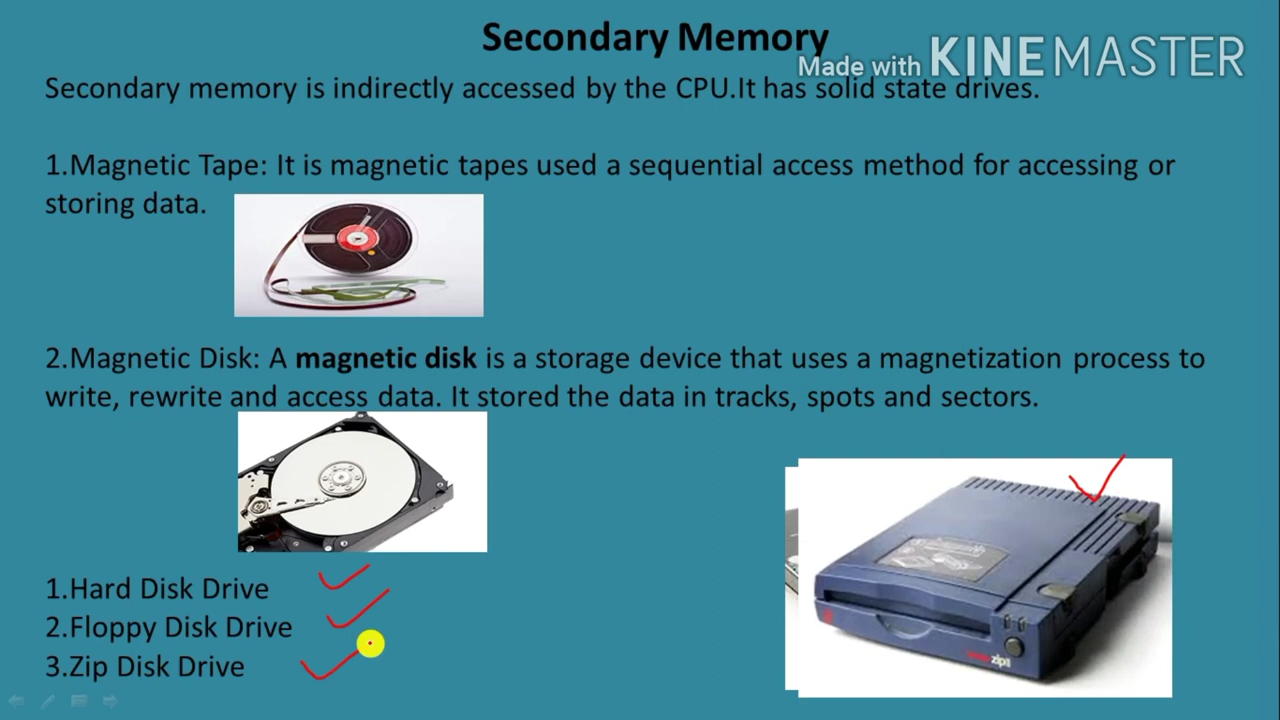 Secondary Memory
Made with KINEMASTER
Secondary memory is indirectly accessed by the CPU.It has solid state drives.
1.Magnetic Tape: It is magnetic tapes used a sequential access method for accessing or
storing data.
2.Magnetic Disk: A magnetic disk is a storage device that uses a magnetization process to
write, rewrite and access data. It stored the data in tracks, spots and sectors.
1.Hard Disk Drive
2.Floppy Disk Drive
3.Zip Disk Drive
zip